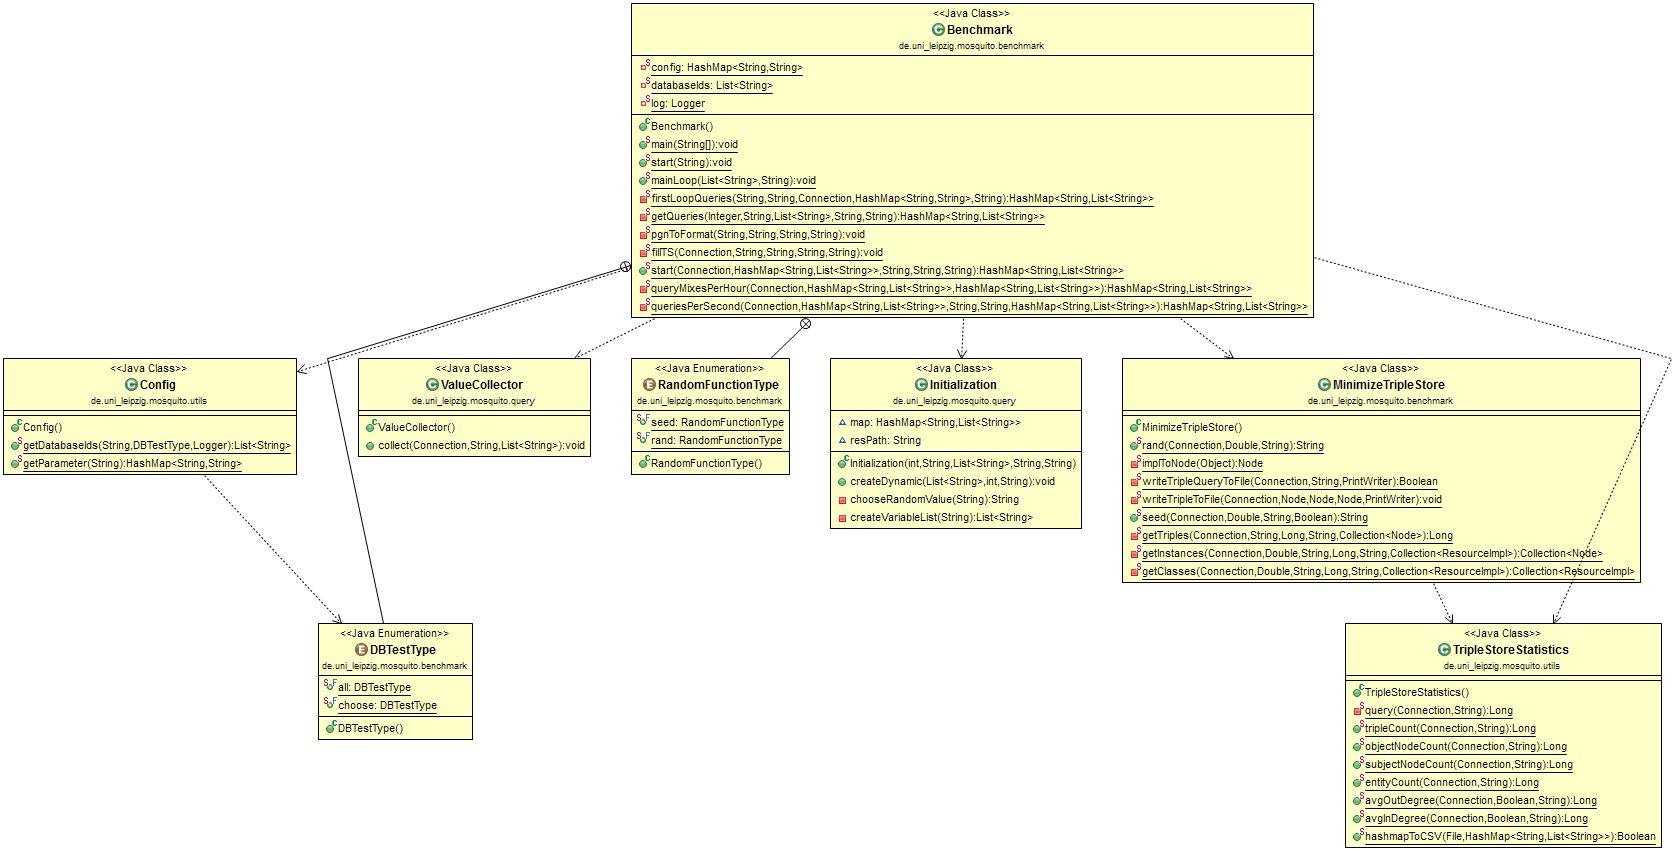 <<Java Class>>
Benchmark
de.uni_leipzig.mosquito.benchmark
config: HashMap<String,String>
databaseIds: List<String>
log: Logger
Benchmark()
main(String[]):void
start(String):void
mainLoop(List<String>,String):void
firstLoopQueries(String,String,Connection,HashMap<String,String>,String):HashMap<String,List<String>>
getQueries(Integer,String,List<String>,String,String):HashMap<String,List<String>>
pgnToFormat(String,String,String,String):void
fillTS(Connection,String,String,String,String):void
start(Connection,HashMap<String,List<String>>,String,String,String):HashMap<String,List<String>>
queryMixesPerHour(Connection,HashMap<String,List<String>>,HashMap<String,List<String>>):HashMap<String,List<String>>
queriesPerSecond(Connection,HashMap<String,List<String>>,String,String,HashMap<String,List<String>>):HashMap<String,List<String>>
<<Java Class>>
Config
de.uni_leipzig.mosquito.utils
Config()
getDatabaseIds(String,DBTestType,Logger):List<String>
getParameter(String):HashMap<String,String>
<<Java Class>>
ValueCollector
de.uni_leipzig.mosquito.query
ValueCollector()
collect(Connection,String,List<String>):void
<<Java Enumeration>>
RandomFunctionType
de.uni_leipzig.mosquito.benchmark
seed: RandomFunctionType
rand: RandomFunctionType
RandomFunctionType()
<<Java Class>>
Initialization
de.uni_leipzig.mosquito.query
map: HashMap<String,List<String>>
resPath: String
Initialization(int,String,List<String>,String,String)
createDynamic(List<String>,int,String):void
chooseRandomValue(String):String
createVariableList(String):List<String>
<<Java Class>>
MinimizeTripleStore
de.uni_leipzig.mosquito.benchmark
MinimizeTripleStore()
rand(Connection,Double,String):String
implToNode(Object):Node
writeTripleQueryToFile(Connection,String,PrintWriter):Boolean
writeTripleToFile(Connection,Node,Node,Node,PrintWriter):void
seed(Connection,Double,String,Boolean):String
getTriples(Connection,String,Long,String,Collection<Node>):Long
getInstances(Connection,Double,String,Long,String,Collection<ResourceImpl>):Collection<Node>
getClasses(Connection,Double,String,Long,String,Collection<ResourceImpl>):Collection<ResourceImpl>
<<Java Enumeration>>
DBTestType
de.uni_leipzig.mosquito.benchmark
all: DBTestType
choose: DBTestType
DBTestType()
<<Java Class>>
TripleStoreStatistics
de.uni_leipzig.mosquito.utils
TripleStoreStatistics()
query(Connection,String):Long
tripleCount(Connection,String):Long
objectNodeCount(Connection,String):Long
subjectNodeCount(Connection,String):Long
entityCount(Connection,String):Long
avgOutDegree(Connection,Boolean,String):Long
avgInDegree(Connection,Boolean,String):Long
hashmapToCSV(File,HashMap<String,List<String>>):Boolean